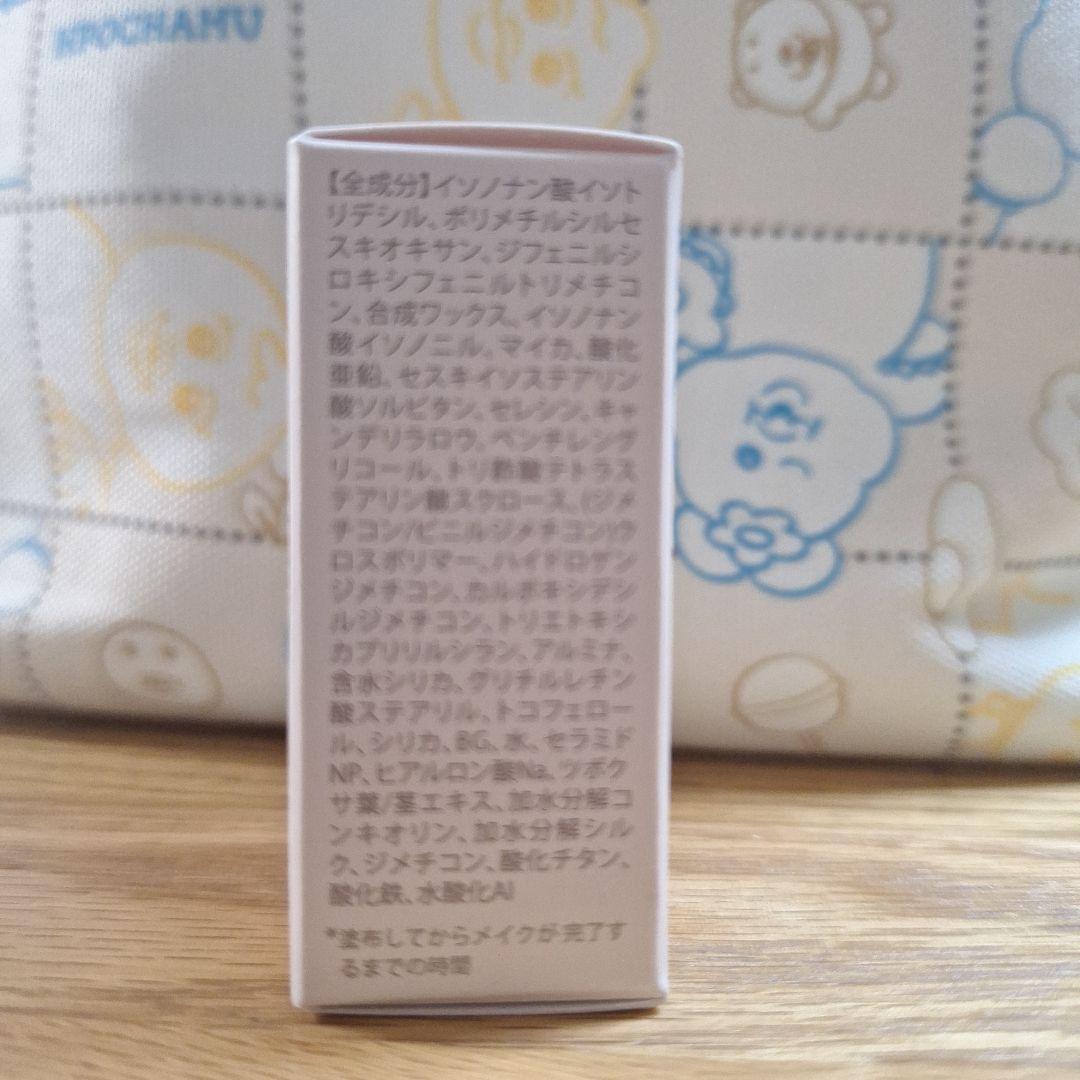 NPOCHAMU
【全成分】イソノナン酸イソト
リデシル、ポリメチルシルセ
スキオキサン、ジフェニルシ
ロキシフェニルトリメチコ
ン、合成ワックス、イソノナン
酸イソノニル、マイカ、酸化
亜鉛、セスキイソステアリン
酸ソルビタン、セレシン、キャ
ンデリラロウ、ペンチレング
リコール、トリ酢酸テトラス
テアリン酸スクロース、(ジメ
チコン/ビニルジメチコン)ク
ロスポリマー、ハイドロゲン
ジメチコン、カルボキシデシ
ルジメチコン、トリエトキシ
カプリリルシラン、アルミナ、
含水シリカ、グリチルレチン
酸ステアリル、トコフェロー
ル、シリカ、BG、水、セラミド
NP、ヒアルロン酸Na、ツボク
サ葉/茎エキス、加水分解コ
ンキオリン、加水分解シル
ク、ジメチコン、酸化チタン、
酸化鉄、水酸化Al
*塗布してからメイクが完了す
るまでの時間